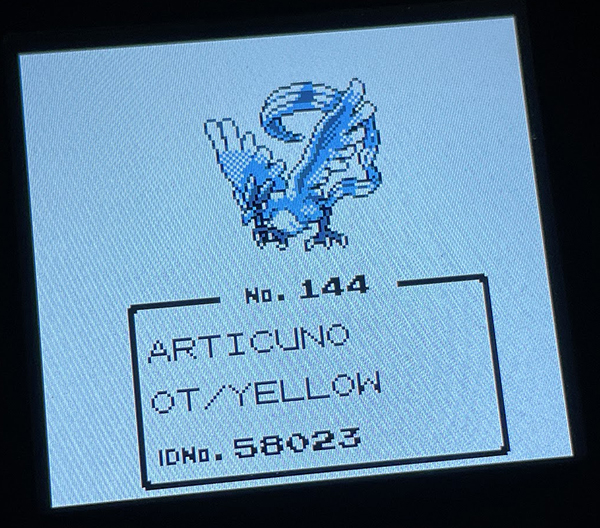 No. 144
ARTICUNO
OT/YELLOW
IDNo. 58023